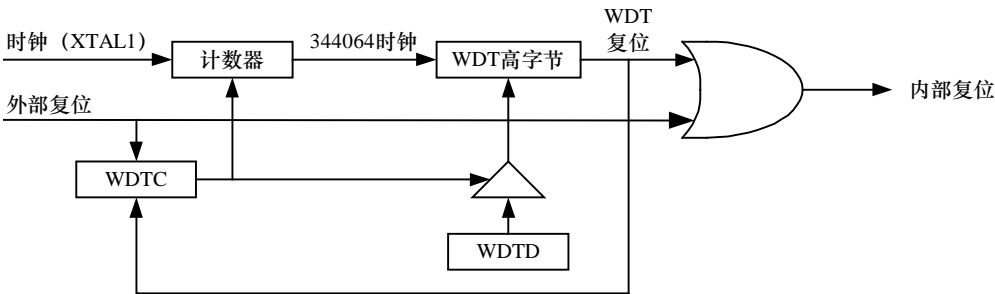 WDT
复位
时钟（XTAL1）
计数器
344064时钟
WDT高字节
外部复位
内部复位
WDTC
WDTD